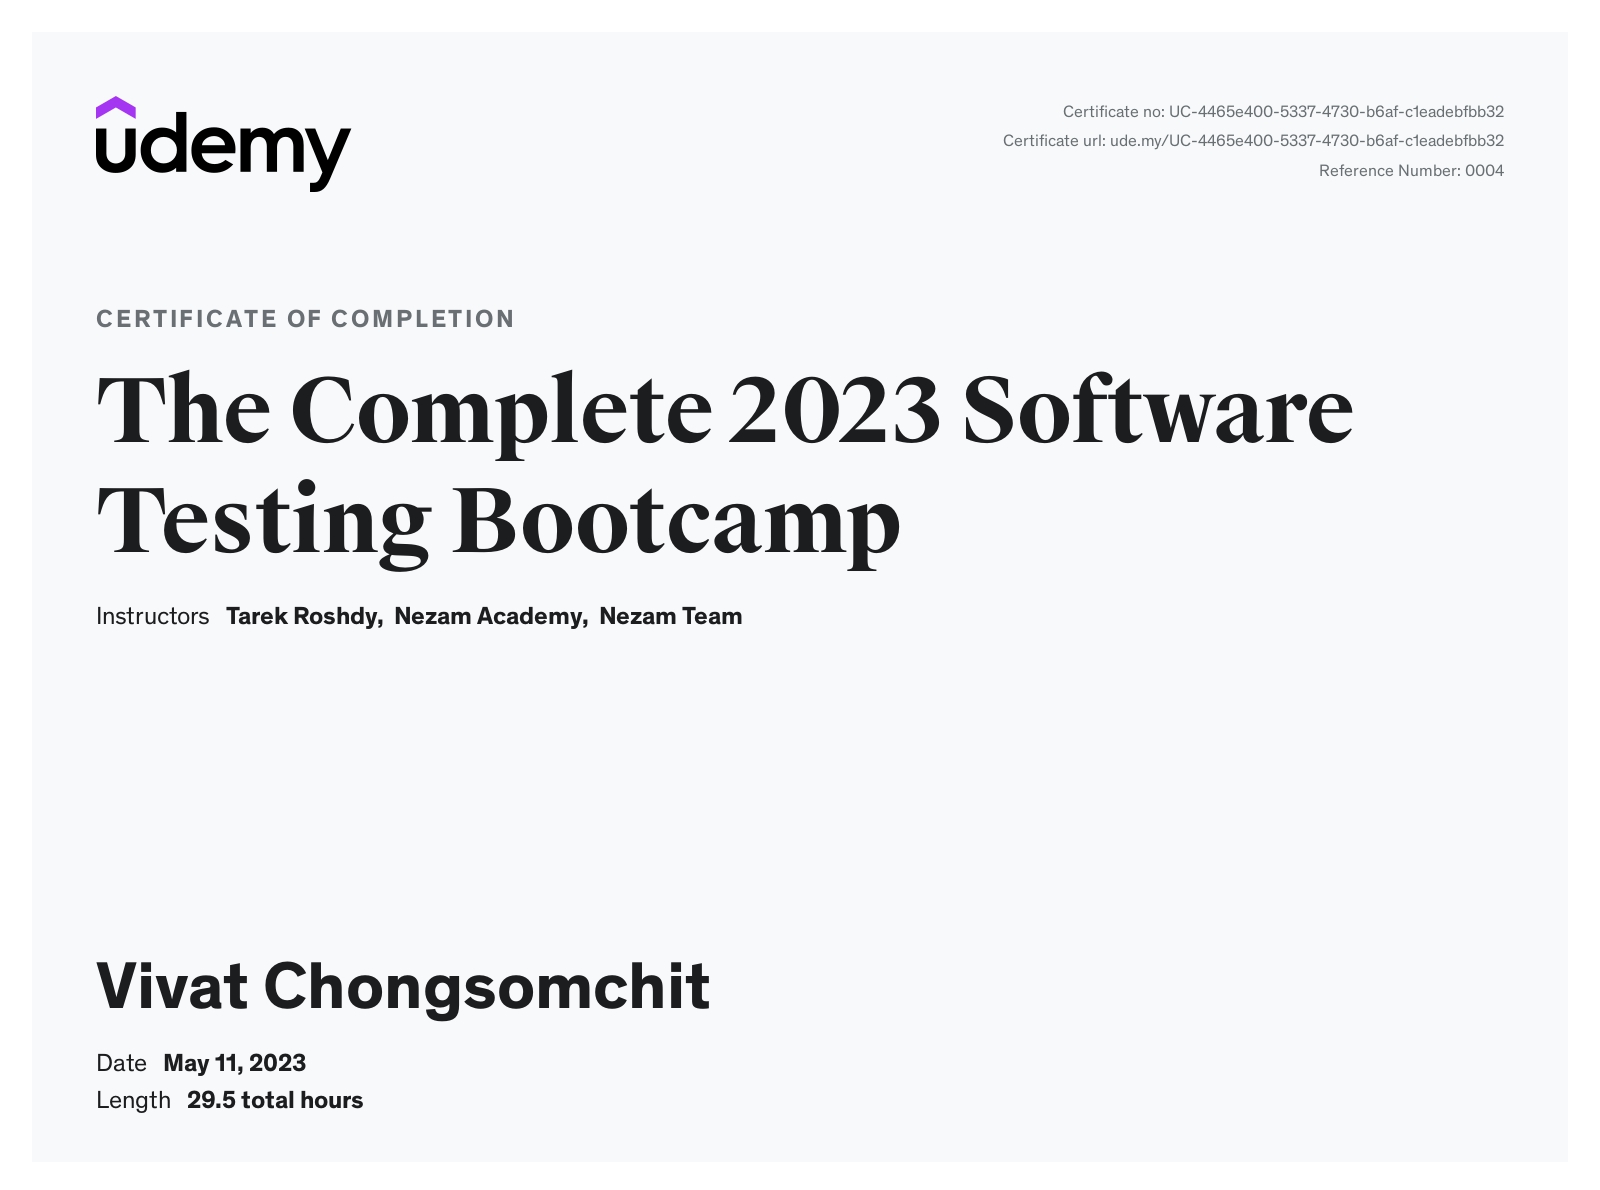 udemy
Certificate no: UC-4465e400-5337-4730-b6af-c1eadebfbb32
Certificate url: ude.my/UC-4465e400-5337-4730-b6af-c1eadebfbb32
Reference Number: 0004
CERTIFICATE OF COMPLETION
The Complete 2023 Software
Testing Bootcamp
Instructors Tarek Roshdy, Nezam Academy, Nezam Team
Vivat Chongsomchit
Date May 11, 2023
Length 29.5 total hours